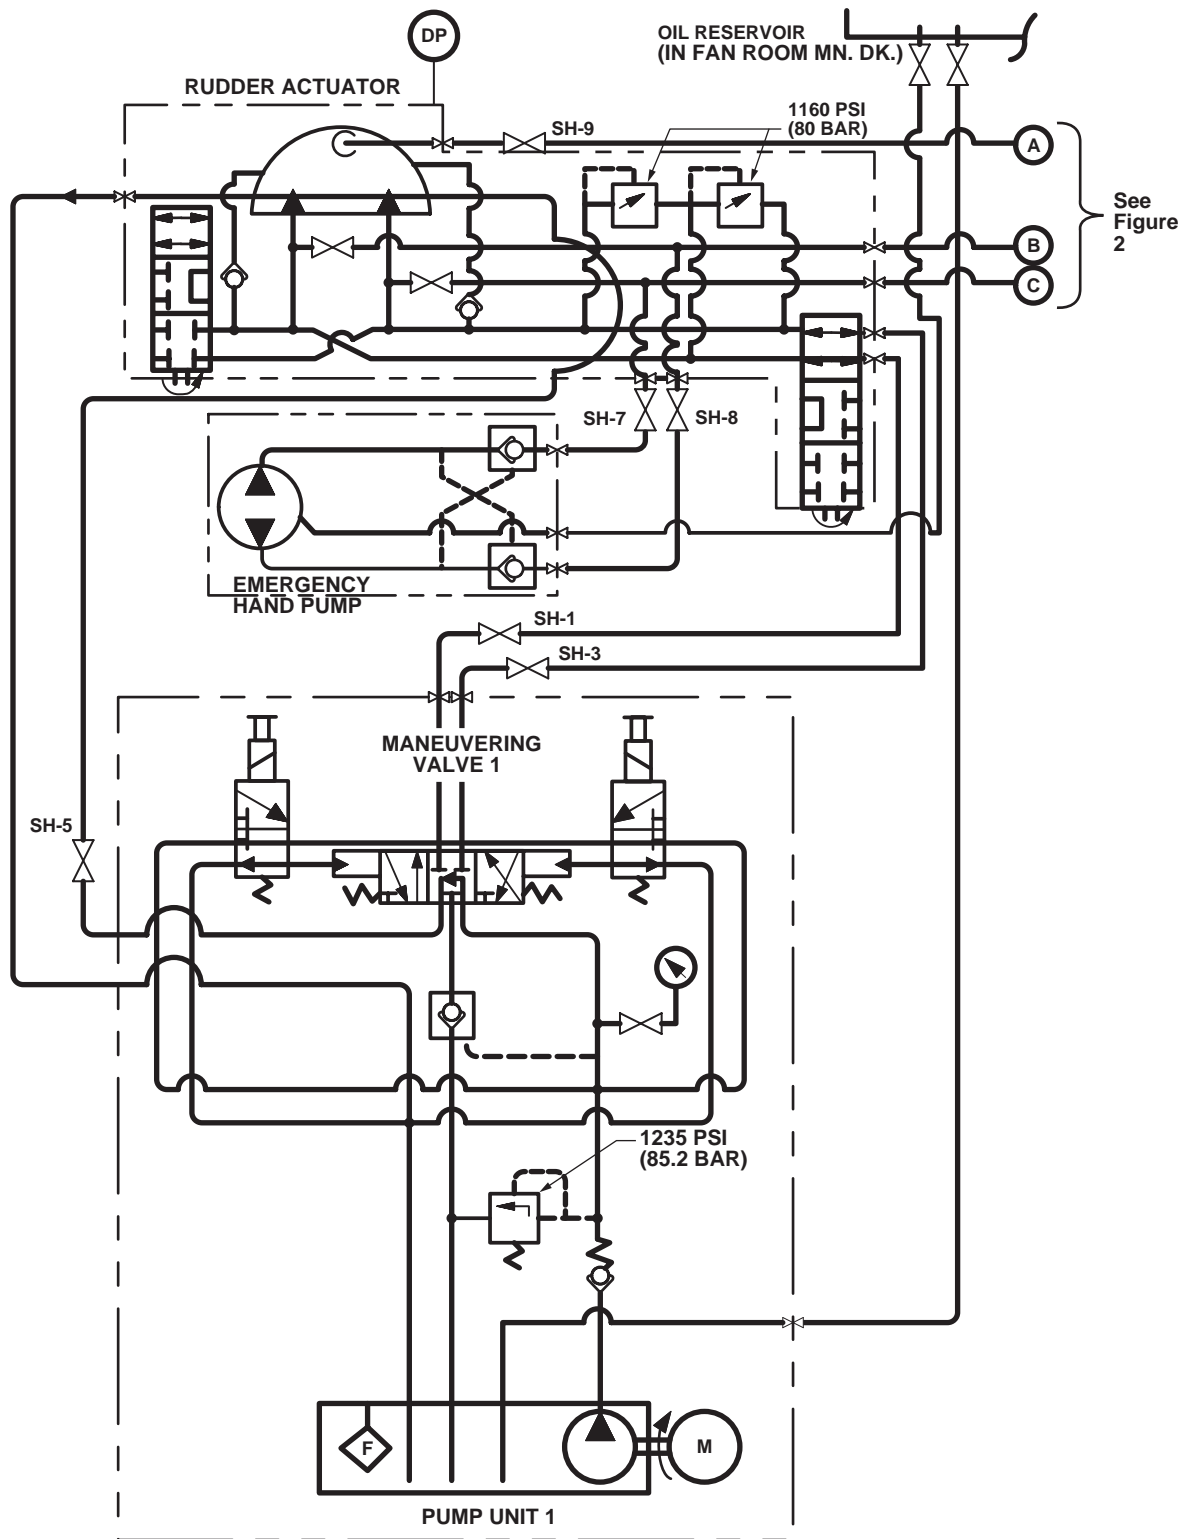 DP
OIL RESERVOIR
(IN FAN ROOM MN. DK.)
RUDDER ACTUATOR
1160 PSI
(80 BAR)
SH-9
A
See
Figure
2
B
C
SH-7
SH-8
EMERGENCY
HAND PUMP
SH-1
SH-3
MANEUVERING
VALVE 1
SH-5
1235 PSI
(85.2 BAR)
F
M
PUMP UNIT 1